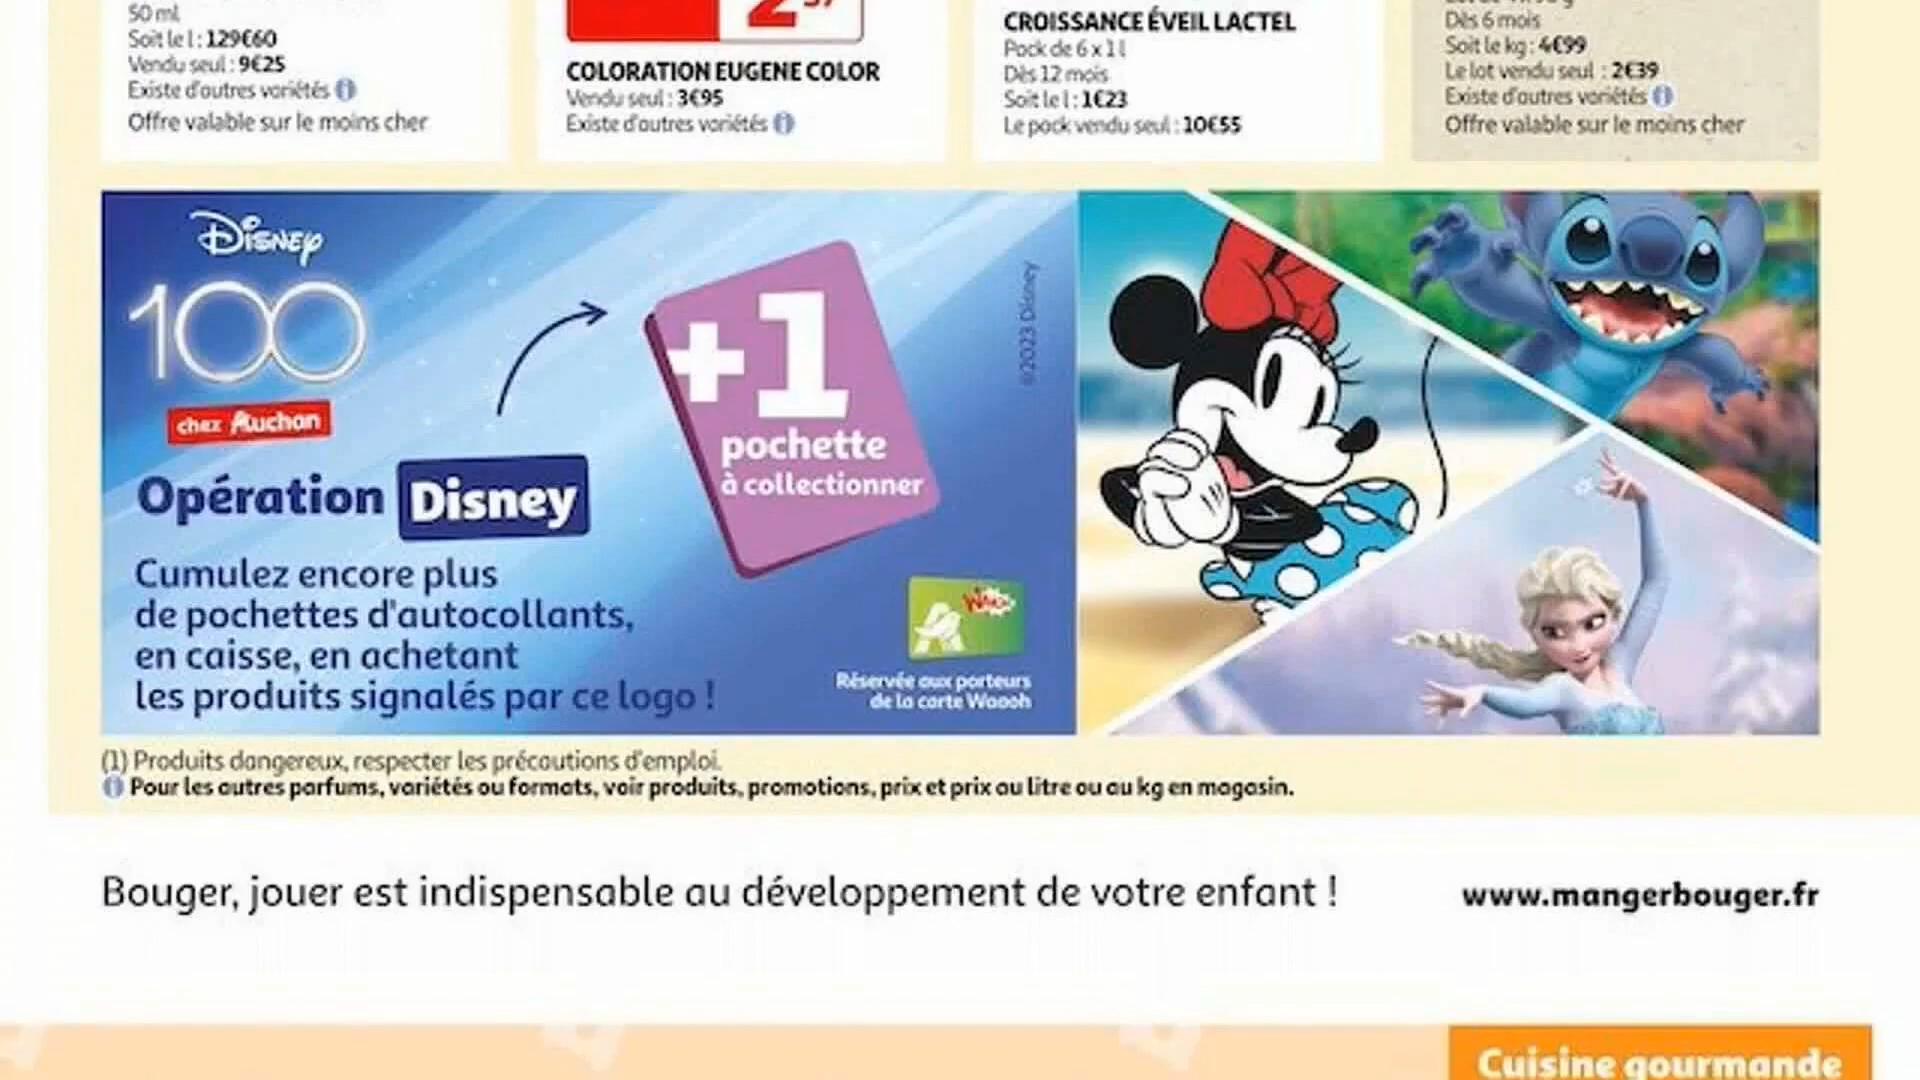 50 ml
Soit le l : 129€60
Vendu seul : 9€25
Existe d'autres variétés i
Offre valable sur le moins cher
COLORATION EUGENE COLOR
Vendu seul : 3€95
Existe d'autres variétés i
CROISSANCE ÉVEIL LACTEL
Pack de 6 x 1 l
Dès 12 mois
Soit le l : 1€23
Le pack vendu seul : 10€55
Dès 6 mois
Soit le kg : 4€99
Le lot vendu seul : 2€39
Existe d'autres variétés i
Offre valable sur le moins cher
Disney
100
chez Auchan
Opération Disney
Cumulez encore plus
de pochettes d'autocollants,
en caisse, en achetant
les produits signalés par ce logo !
+1
pochette
à collectionner
©2023 Disney
Waaoh
Réservée aux porteurs
de la carte Waaoh
(1) Produits dangereux, respecter les précautions d'emploi.
i Pour les autres parfums, variétés ou formats, voir produits, promotions, prix et prix au litre ou au kg en magasin.
Bouger, jouer est indispensable au développement de votre enfant !
www.mangerbouger.fr
Cuisine gourmande